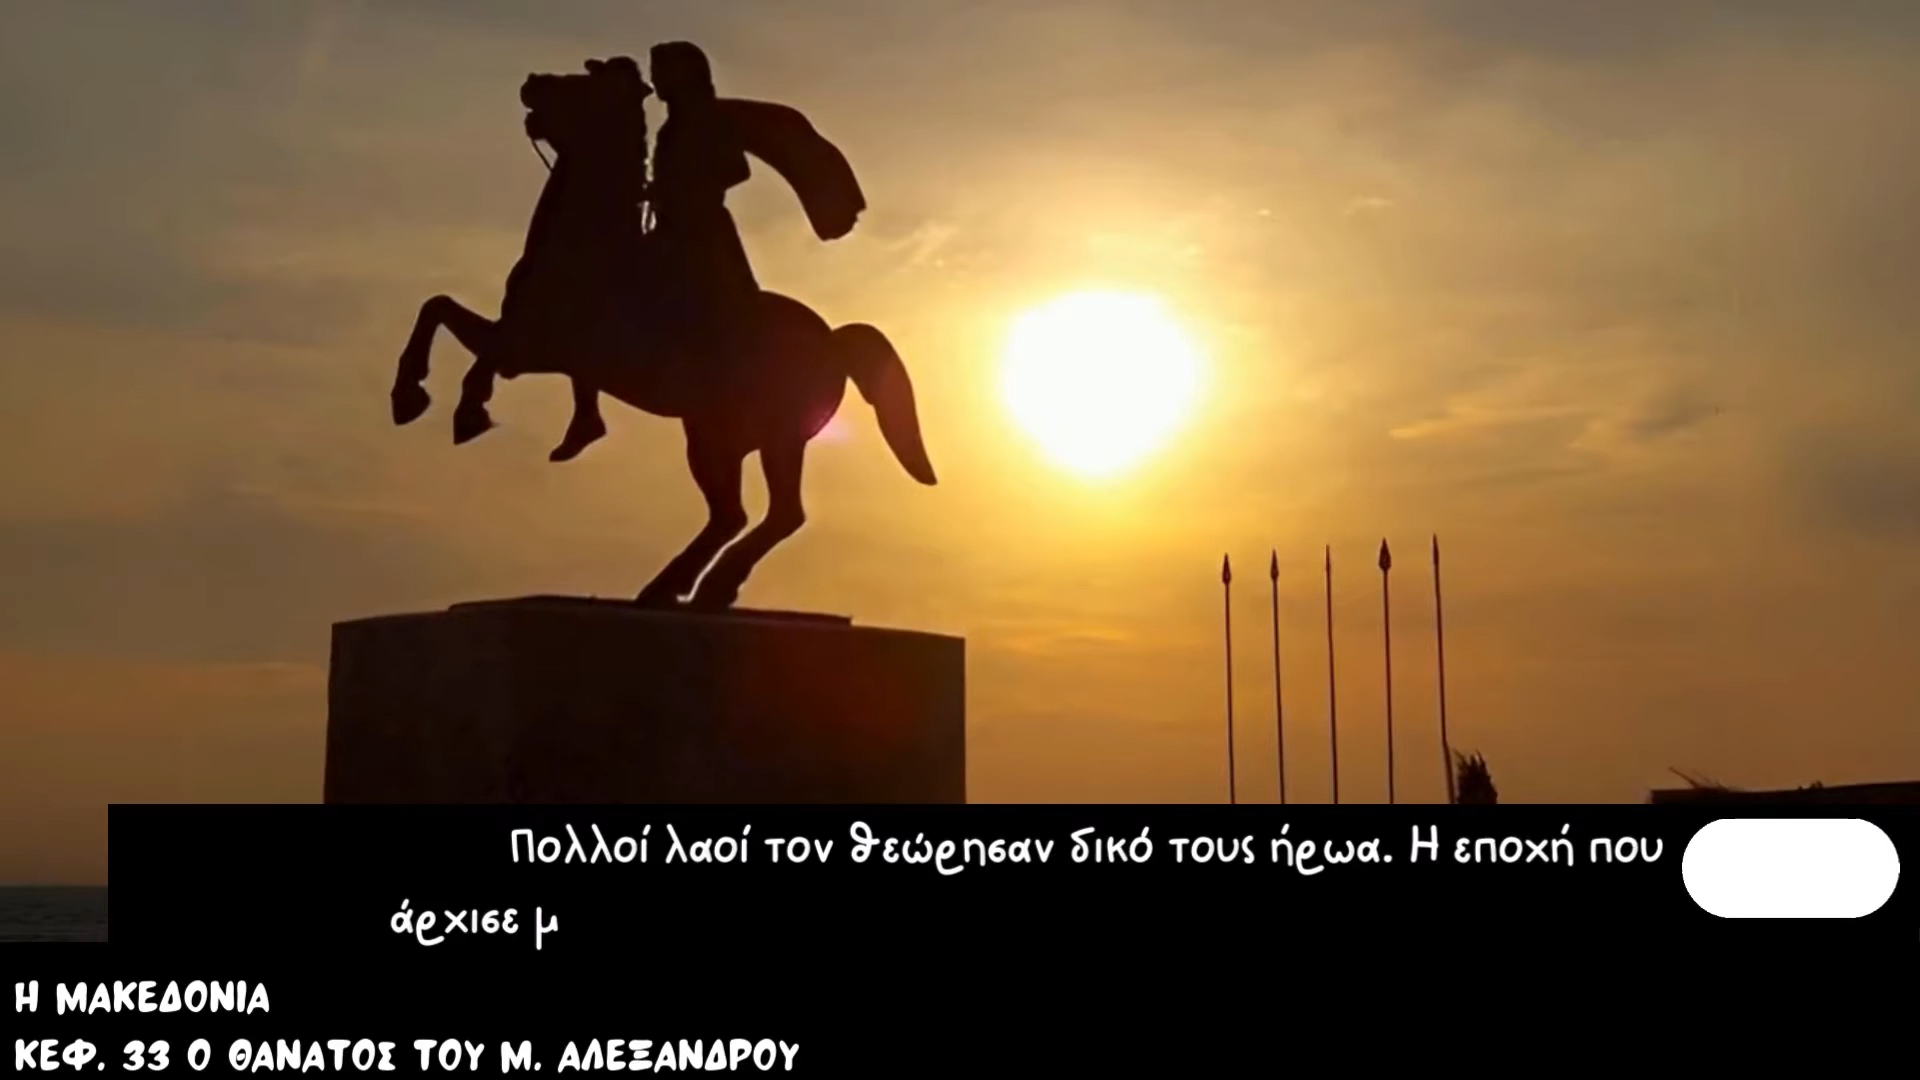 Πολλοί λαοί τον θεώρησαν δικό τους ήρωα. Η εποχή που
άρχισε μ
Η ΜΑΚΕΔΟΝΙΑ
ΚΕΦ. 33 Ο ΘΑΝΑΤΟΣ ΤΟΥ Μ. ΑΛΕΞΑΝΔΡΟΥ